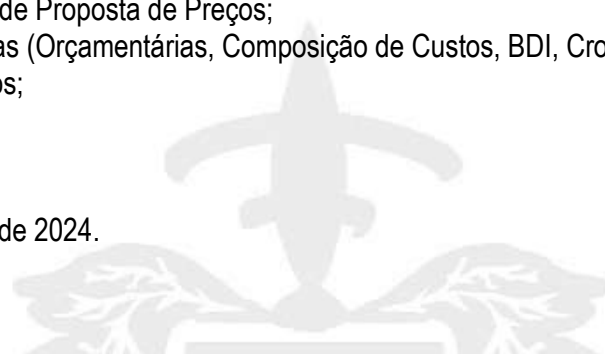 de Proposta de Preços;
as (Orçamentárias, Composição de Custos, BDI, Cro
os;
de 2024.